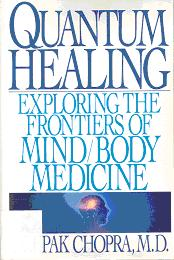 QUANTUM
HEALING
EXPLORING THE
FRONTIERS OF
MIND/BODY
MEDICINE
PAK CHOPRA, M.D.